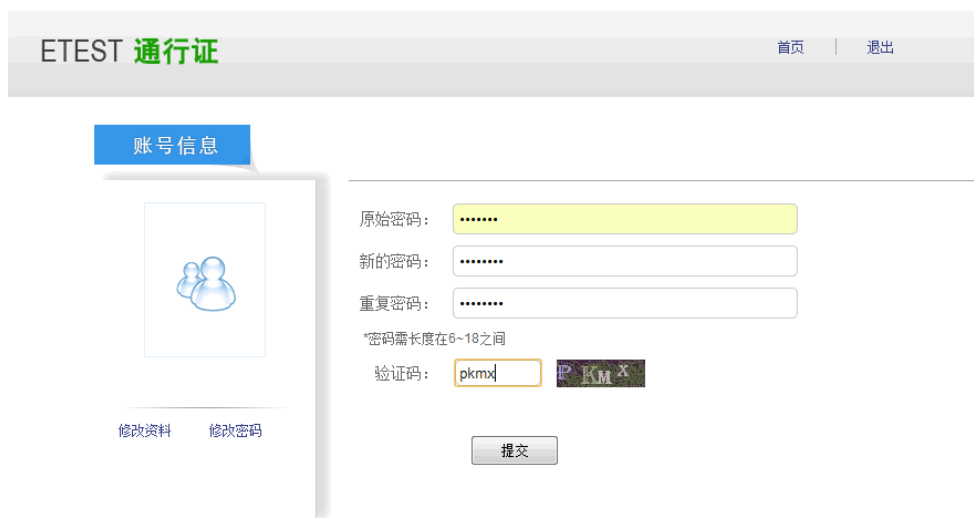 ETEST 通行证
首页 退出
账号信息
原始密码： •••••••
新的密码： ••••••••
重复密码： ••••••••
*密码需长度在6~18之间
验证码： pkmx P KM X
修改资料 修改密码
提交